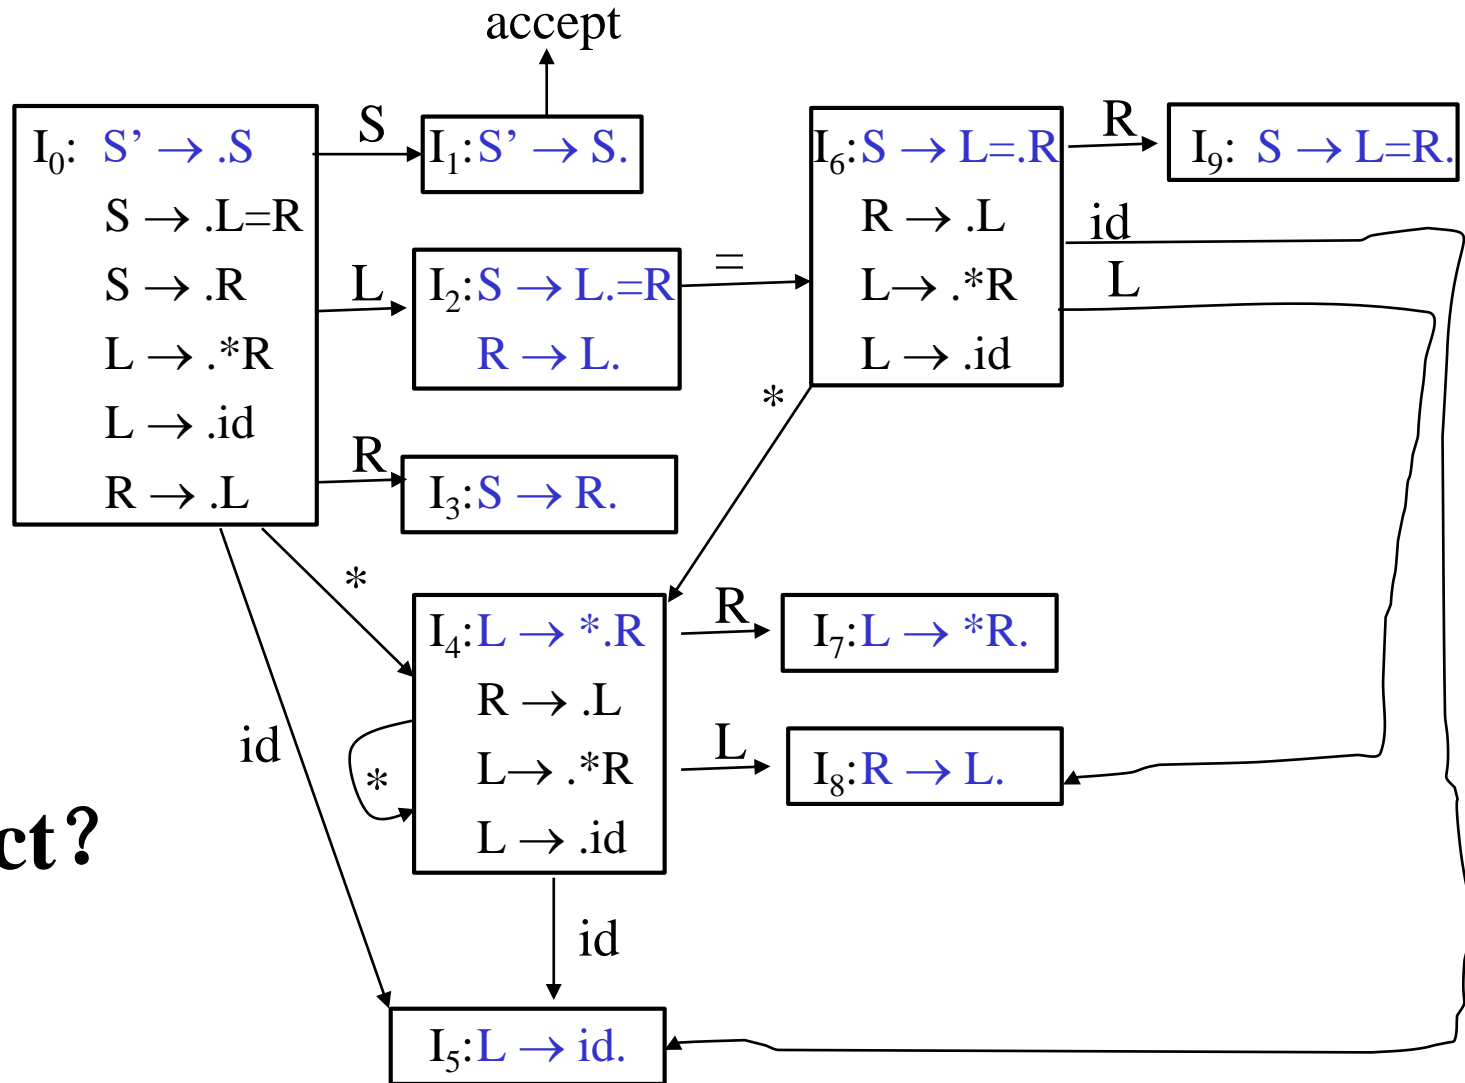 accept
I₀: S’ → .S
S → .L=R
S → .R
L → .*R
L → .id
R → .L
S
I₁:S’ → S.
L
I₂:S → L.=R
R → L.
=
R
I₃:S → R.
I₆:S → L=.R
R → .L
L→ .*R
L → .id
R
I₉: S → L=R.
id
L
*
*
id
I₄:L → *.R
R → .L
L→ .*R
L → .id
*
R
I₇:L → *R.
L
I₈:R → L.
id
I₅:L → id.
ct?